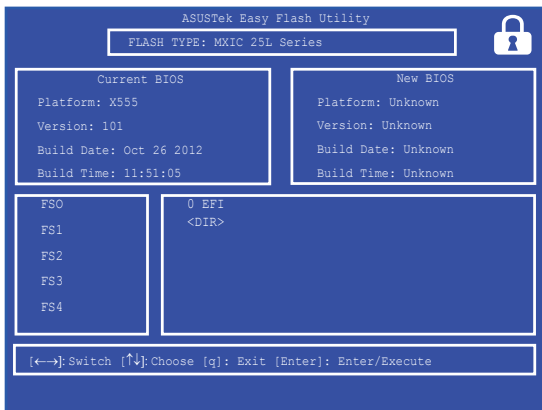 ASUSTek Easy Flash Utility
FLASH TYPE: MXIC 25L Series
Current BIOS
Platform: X555
Version: 101
Build Date: Oct 26 2012
Build Time: 11:51:05
New BIOS
Platform: Unknown
Version: Unknown
Build Date: Unknown
Build Time: Unknown
FSO
FS1
FS2
FS3
FS4
0 EFI
<DIR>
[←→]: Switch [↑↓]: Choose [q]: Exit [Enter]: Enter/Execute